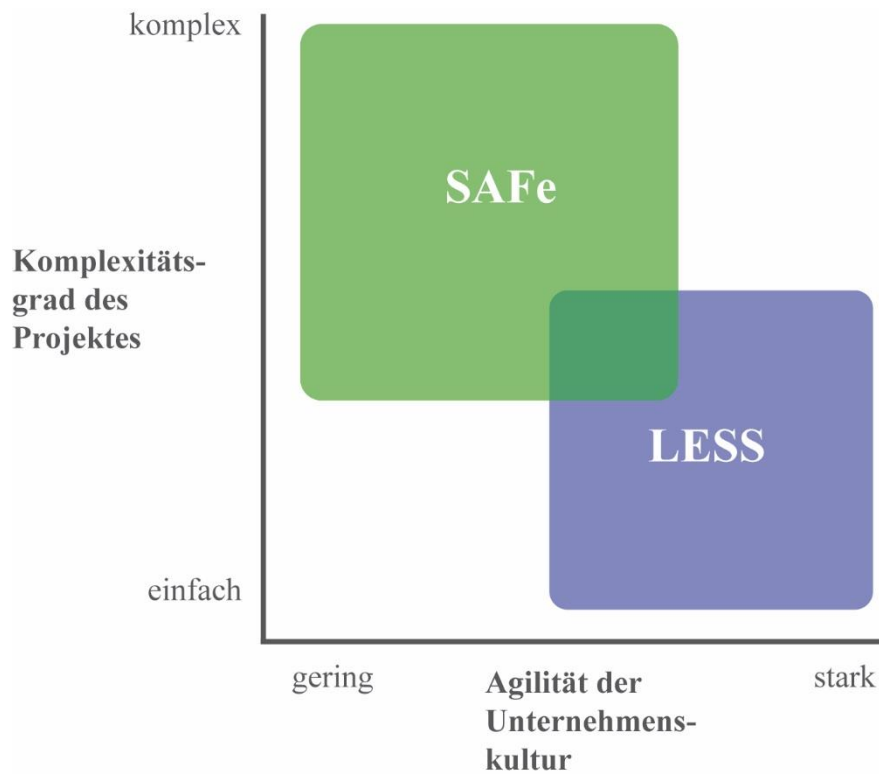 komplex
SAFe
Komplexitäts-
grad des
Projektes
LESS
einfach
gering
Agilität der
Unternehmens-
kultur
stark